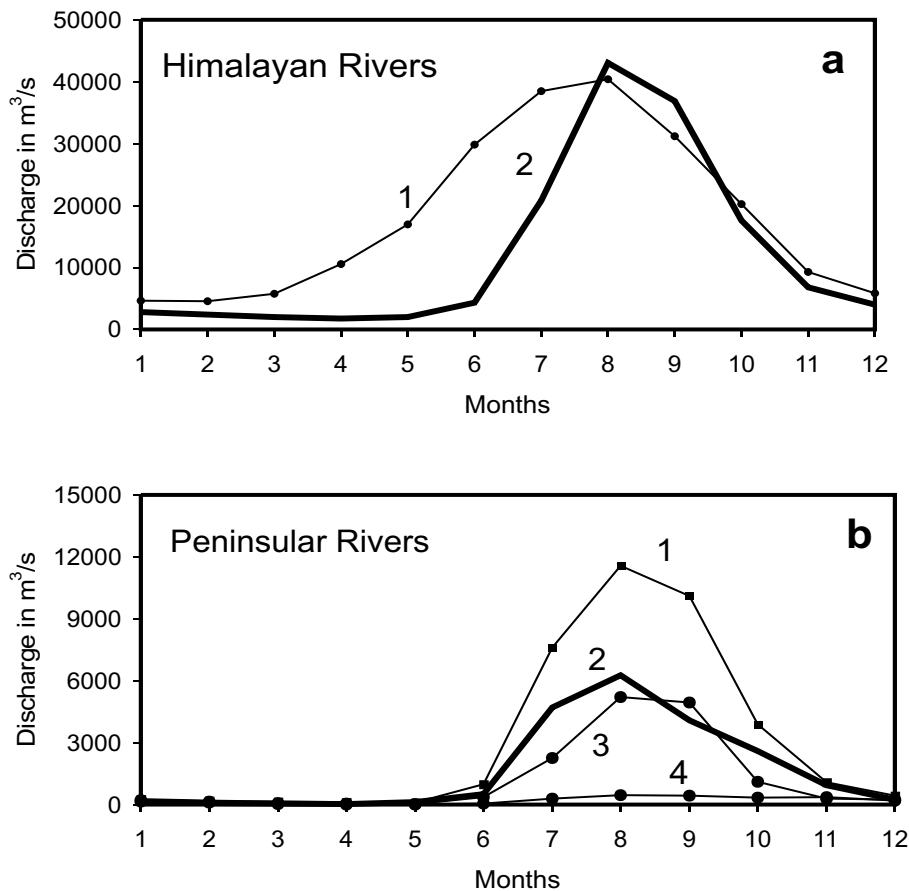 50000
Himalayan Rivers
a
40000
30000
20000
10000
0
Discharge in m³/s
1
2
1 2 3 4 5 6 7 8 9 10 11 12
Months
15000
Peninsular Rivers
b
12000
9000
6000
3000
0
Discharge in m³/s
1
2
3
4
1 2 3 4 5 6 7 8 9 10 11 12
Months